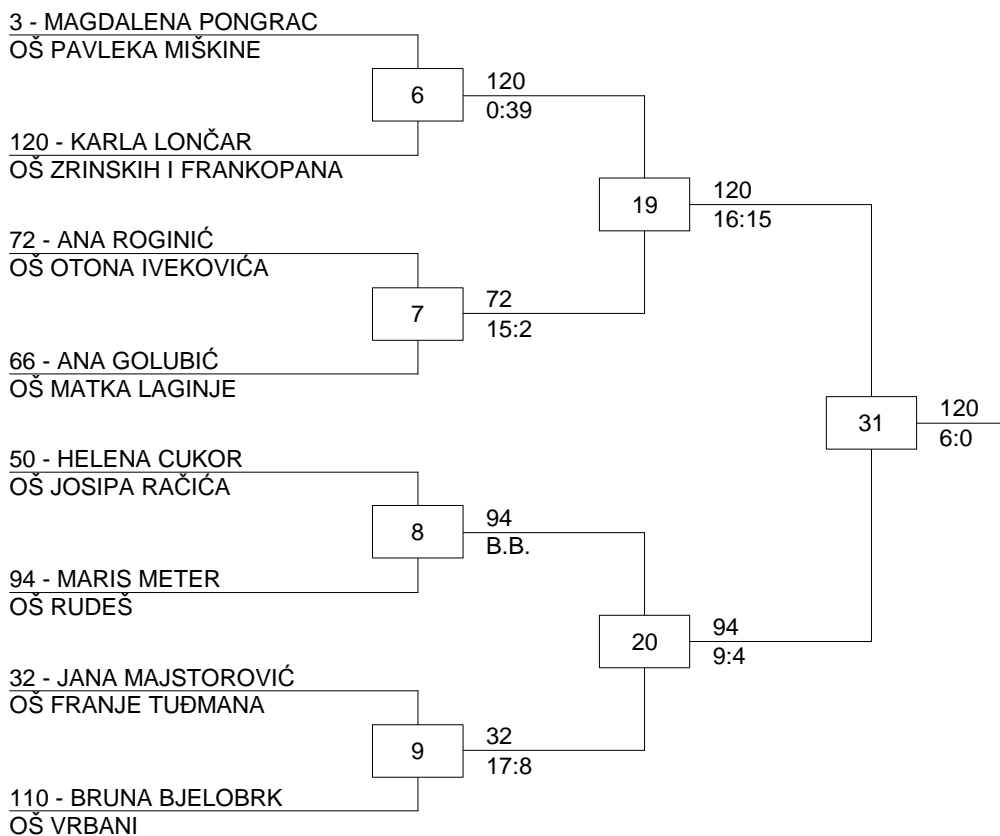 3 - MAGDALENA PONGRAC
OŠ PAVLEKA MIŠKINE
6
120
0:39
120 - KARLA LONČAR
OŠ ZRINSKIH I FRANKOPANA
19
120
16:15
72 - ANA ROGINIĆ
OŠ OTONA IVEKOVIĆA
7
72
15:2
66 - ANA GOLUBIĆ
OŠ MATKA LAGINJE
31
120
6:0
50 - HELENA CUKOR
OŠ JOSIPA RAČIĆA
8
94
B.B.
94 - MARIS METER
OŠ RUDEŠ
20
94
9:4
32 - JANA MAJSTOROVIĆ
OŠ FRANJE TUĐMANA
9
32
17:8
110 - BRUNA BJELOBRK
OŠ VRBANI